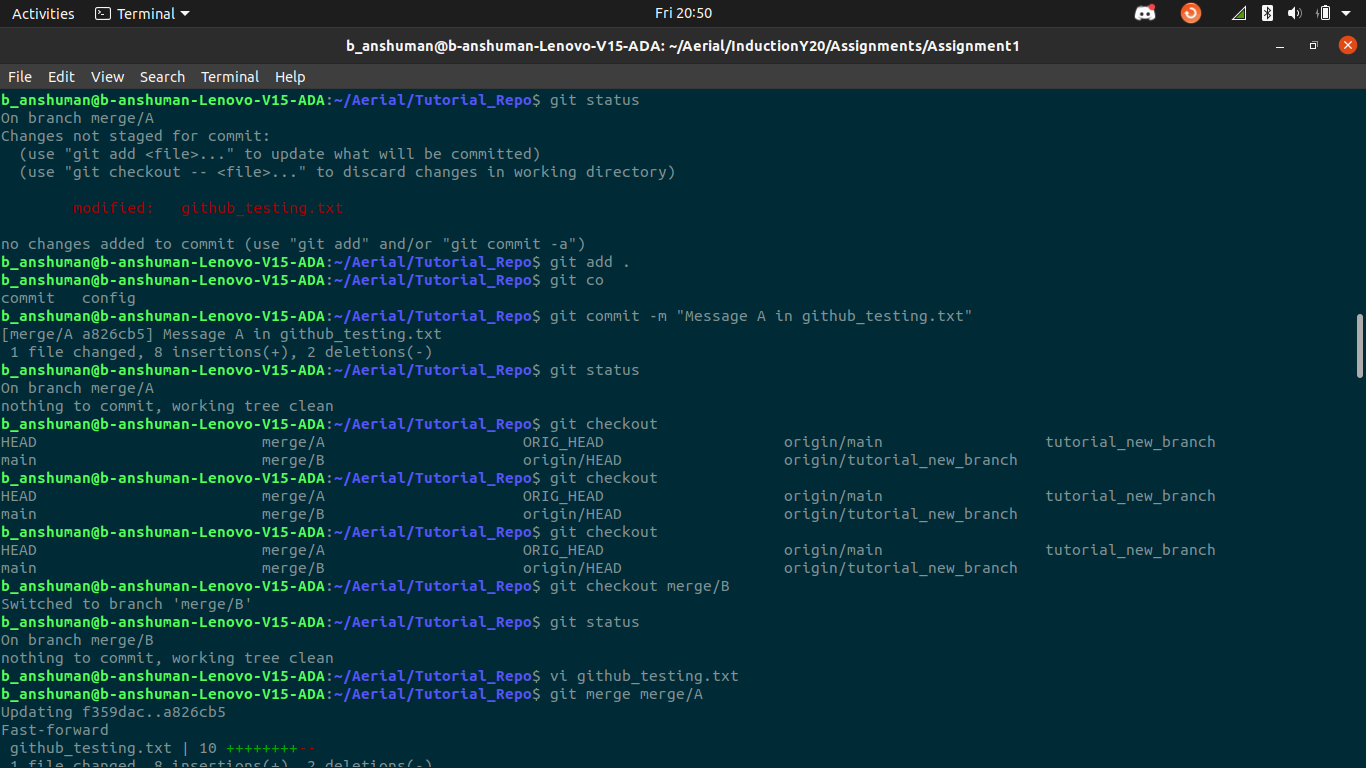 Activities Terminal Fri 20:50
b_anshuman@b-anshuman-Lenovo-V15-ADA: ~/Aerial/InductionY20/Assignments/Assignment1
File Edit View Search Terminal Help
b_anshuman@b-anshuman-Lenovo-V15-ADA:~/Aerial/Tutorial_Repo$ git status
On branch merge/A
Changes not staged for commit:
  (use "git add <file>..." to update what will be committed)
  (use "git checkout -- <file>..." to discard changes in working directory)
        modified:   github_testing.txt
no changes added to commit (use "git add" and/or "git commit -a")
b_anshuman@b-anshuman-Lenovo-V15-ADA:~/Aerial/Tutorial_Repo$ git add .
b_anshuman@b-anshuman-Lenovo-V15-ADA:~/Aerial/Tutorial_Repo$ git co
commit   config
b_anshuman@b-anshuman-Lenovo-V15-ADA:~/Aerial/Tutorial_Repo$ git commit -m "Message A in github_testing.txt"
[merge/A a826cb5] Message A in github_testing.txt
 1 file changed, 8 insertions(+), 2 deletions(-)
b_anshuman@b-anshuman-Lenovo-V15-ADA:~/Aerial/Tutorial_Repo$ git status
On branch merge/A
nothing to commit, working tree clean
b_anshuman@b-anshuman-Lenovo-V15-ADA:~/Aerial/Tutorial_Repo$ git checkout
HEAD merge/A ORIG_HEAD origin/main tutorial_new_branch
main merge/B origin/HEAD origin/tutorial_new_branch
b_anshuman@b-anshuman-Lenovo-V15-ADA:~/Aerial/Tutorial_Repo$ git checkout
HEAD merge/A ORIG_HEAD origin/main tutorial_new_branch
main merge/B origin/HEAD origin/tutorial_new_branch
b_anshuman@b-anshuman-Lenovo-V15-ADA:~/Aerial/Tutorial_Repo$ git checkout
HEAD merge/A ORIG_HEAD origin/main tutorial_new_branch
main merge/B origin/HEAD origin/tutorial_new_branch
b_anshuman@b-anshuman-Lenovo-V15-ADA:~/Aerial/Tutorial_Repo$ git checkout merge/B
Switched to branch 'merge/B'
b_anshuman@b-anshuman-Lenovo-V15-ADA:~/Aerial/Tutorial_Repo$ git status
On branch merge/B
nothing to commit, working tree clean
b_anshuman@b-anshuman-Lenovo-V15-ADA:~/Aerial/Tutorial_Repo$ vi github_testing.txt
b_anshuman@b-anshuman-Lenovo-V15-ADA:~/Aerial/Tutorial_Repo$ git merge merge/A
Updating f359dac..a826cb5
Fast-forward
 github_testing.txt | 10 ++++++++--
 1 file changed, 8 insertions(+), 2 deletions(-)